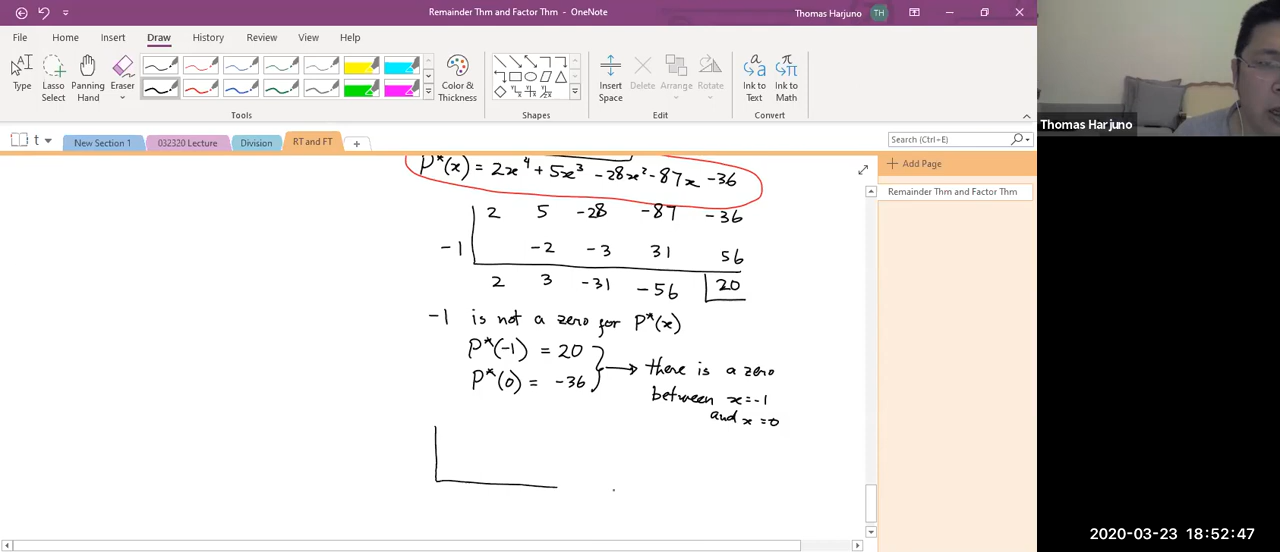 Remainder Thm and Factor Thm - OneNote
Thomas Harjuno TH
File Home Insert Draw History Review View Help
Type Lasso Select Panning Hand Eraser Color & Thickness Insert Space Delete Arrange Rotate Ink to Text Ink to Math
Tools Shapes Edit Convert
t New Section 1 032320 Lecture Division RT and FT + Search (Ctrl+E)
Thomas Harjuno
Add Page
Remainder Thm and Factor Thm
P*(x) = 2x⁴ + 5x³ - 28x² - 87x - 36
2 5 -28 -87 -36
-1 -2 -3 31 56
2 3 -31 -56 20
-1 is not a zero for P*(x)
P*(-1) = 20
P*(0) = -36
there is a zero
between x=-1
and x=0
2020-03-23 18:52:47